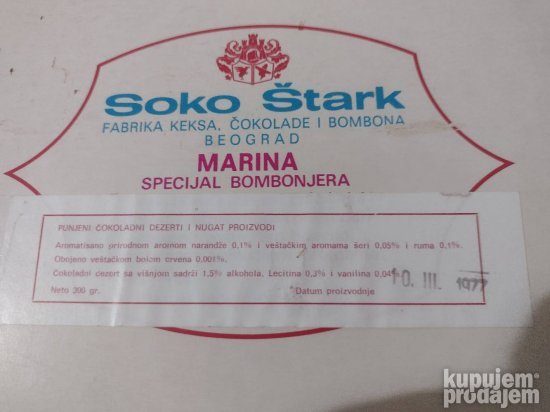 Soko Štark
FABRIKA KEKSA, ČOKOLADE I BOMBONA
BEOGRAD
MARINA
SPECIJAL BOMBONJERA
PUNJENI ČOKOLADNI DEZERTI I NUGAT PROIZVODI
Aromatisano prirodnom aromom narandže 0,1% i veštačkim aromama šeri 0,05% i ruma 0,1%.
Obojeno veštačkom bojom crvena 0,001%.
Čokoladni dezert sa višnjom sadrži 1,5% alkohola, Lecitina 0,3% i vanilina 0,04%
Neto 300 gr. Datum proizvodnje
10. III. 1977
kupujem
prodajem